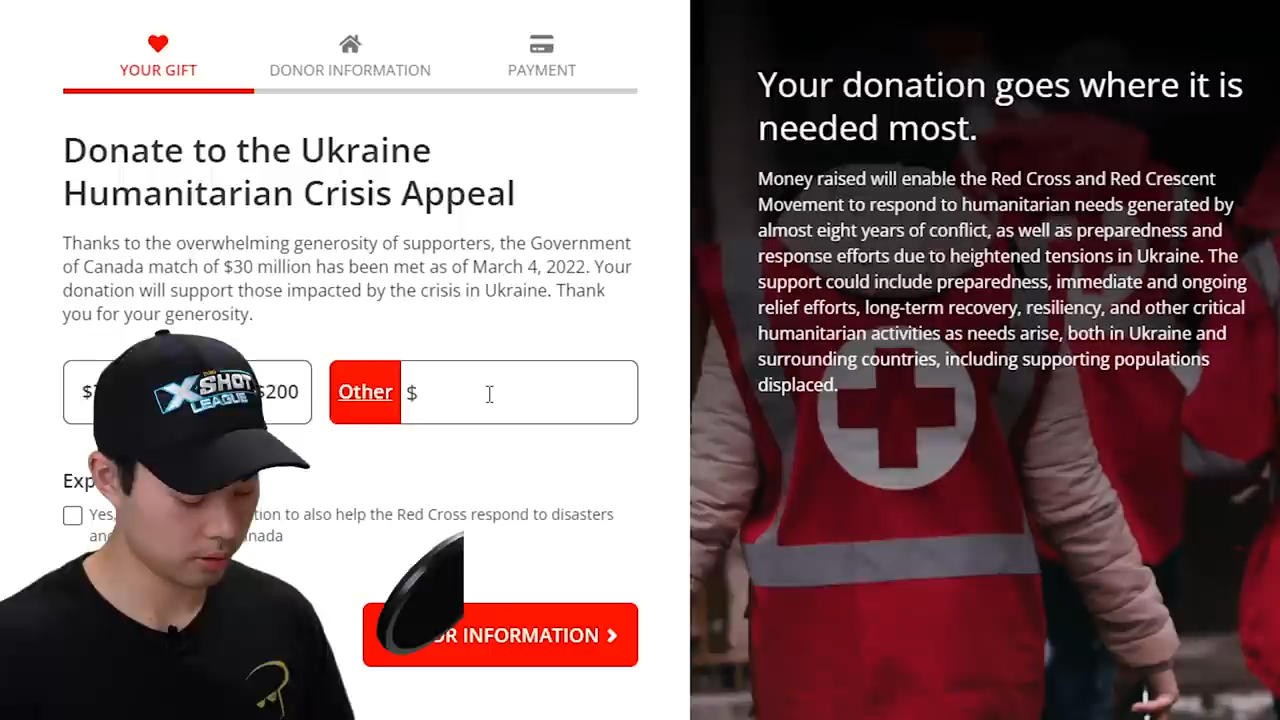 YOUR GIFT
DONOR INFORMATION
PAYMENT
Donate to the Ukraine
Humanitarian Crisis Appeal
Thanks to the overwhelming generosity of supporters, the Government
of Canada match of $30 million has been met as of March 4, 2022. Your
donation will support those impacted by the crisis in Ukraine. Thank
you for your generosity.
$200
Other $
Yes,
to also help the Red Cross respond to disasters
INFORMATION
X SHOT
LEAGUE
Your donation goes where it is
needed most.
Money raised will enable the Red Cross and Red Crescent
Movement to respond to humanitarian needs generated by
almost eight years of conflict, as well as preparedness and
response efforts due to heightened tensions in Ukraine. The
support could include preparedness, immediate and ongoing
relief efforts, long-term recovery, resiliency, and other critical
humanitarian activities as needs arise, both in Ukraine and
surrounding countries, including supporting populations
displaced.